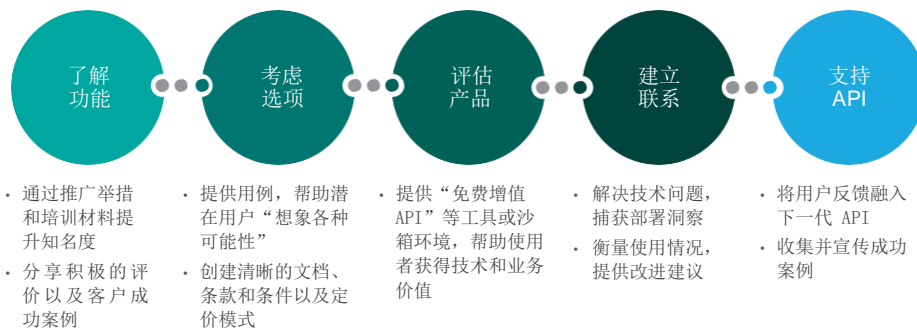 了解
功能
考虑
选项
评估
产品
建立
联系
支持
API
· 通过推广举措
和培训材料提
升知名度
· 分享积极的评
价以及客户成
功案例
· 提供用例，帮助潜
在用户“想象各种
可能性”
· 创建清晰的文档、
条款和条件以及定
价模式
· 提供“免费增值
API”等工具或沙
箱环境，帮助使用
者获得技术和业务
价值
· 解决技术问题，
捕获部署洞察
· 衡量使用情况，
提供改进建议
· 将用户反馈融入
下一代 API
· 收集并宣传成功
案例